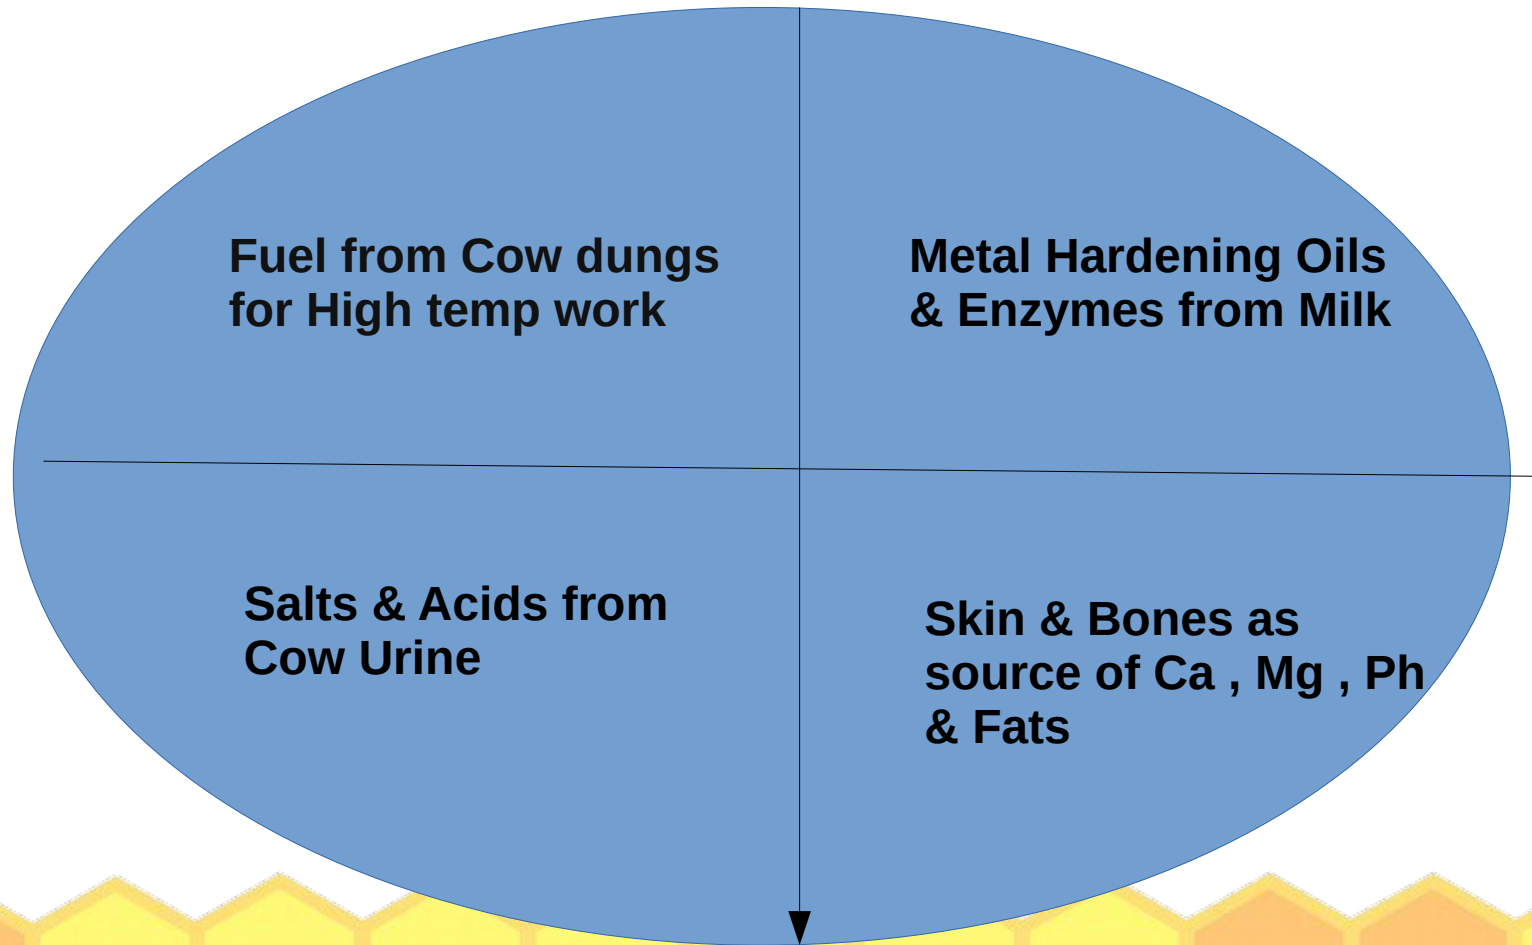 Fuel from Cow dungs
for High temp work
Metal Hardening Oils
& Enzymes from Milk
Salts & Acids from
Cow Urine
Skin & Bones as
source of Ca , Mg , Ph
& Fats